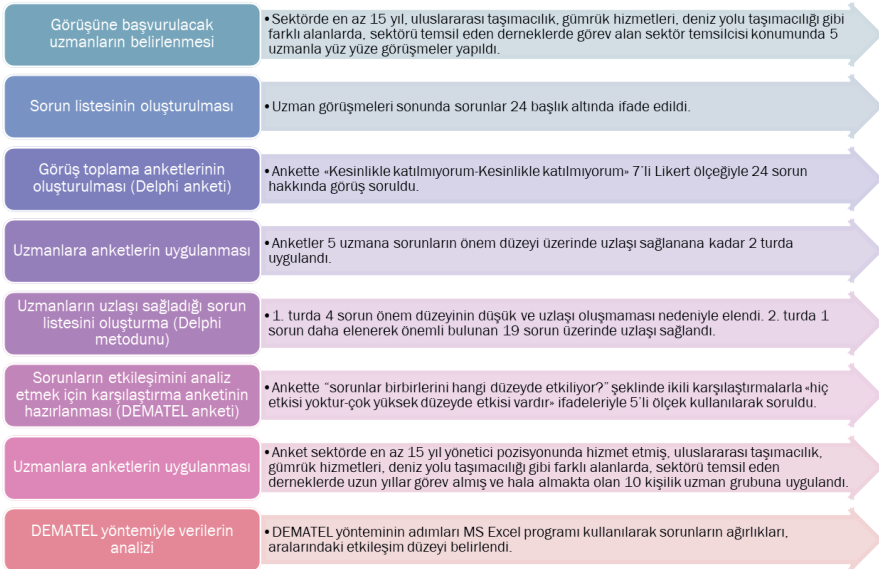 Görüşüne başvurulacak
uzmanların belirlenmesi
•Sektörde en az 15 yıl, uluslararası taşımacılık, gümrük hizmetleri, deniz yolu taşımacılığı gibi
farklı alanlarda, sektörü temsil eden derneklerde görev alan sektör temsilcisi konumunda 5
uzmanla yüz yüze görüşmeler yapıldı.
Sorun listesinin oluşturulması
•Uzman görüşmeleri sonunda sorunlar 24 başlık altında ifade edildi.
Görüş toplama anketlerinin
oluşturulması (Delphi anketi)
•Ankette «Kesinlikle katılmıyorum-Kesinlikle katılmıyorum» 7'li Likert ölçeğiyle 24 sorun
hakkında görüş soruldu.
Uzmanlara anketlerin uygulanması
•Anketler 5 uzmana sorunların önem düzeyi üzerinde uzlaşı sağlanana kadar 2 turda
uygulandı.
Uzmanların uzlaşı sağladığı sorun
listesini oluşturma (Delphi
metodunu)
•1. turda 4 sorun önem düzeyinin düşük ve uzlaşı oluşmaması nedeniyle elendi. 2. turda 1
sorun daha elenerek önemli bulunan 19 sorun üzerinde uzlaşı sağlandı.
Sorunların etkileşimini analiz
etmek için karşılaştırma anketinin
hazırlanması (DEMATEL anketi)
•Ankette “sorunlar birbirlerini hangi düzeyde etkiliyor?” şeklinde ikili karşılaştırmalarla «hiç
etkisi yoktur-çok yüksek düzeyde etkisi vardır» ifadeleriyle 5'li ölçek kullanılarak soruldu.
Uzmanlara anketlerin uygulanması
•Anket sektörde en az 15 yıl yönetici pozisyonunda hizmet etmiş, uluslararası taşımacılık,
gümrük hizmetleri, deniz yolu taşımacılığı gibi farklı alanlarda, sektörü temsil eden
derneklerde uzun yıllar görev almış ve hala almakta olan 10 kişilik uzman grubuna uygulandı.
DEMATEL yöntemiyle verilerin
analizi
•DEMATEL yönteminin adımları MS Excel programı kullanılarak sorunların ağırlıkları,
aralarındaki etkileşim düzeyi belirlendi.